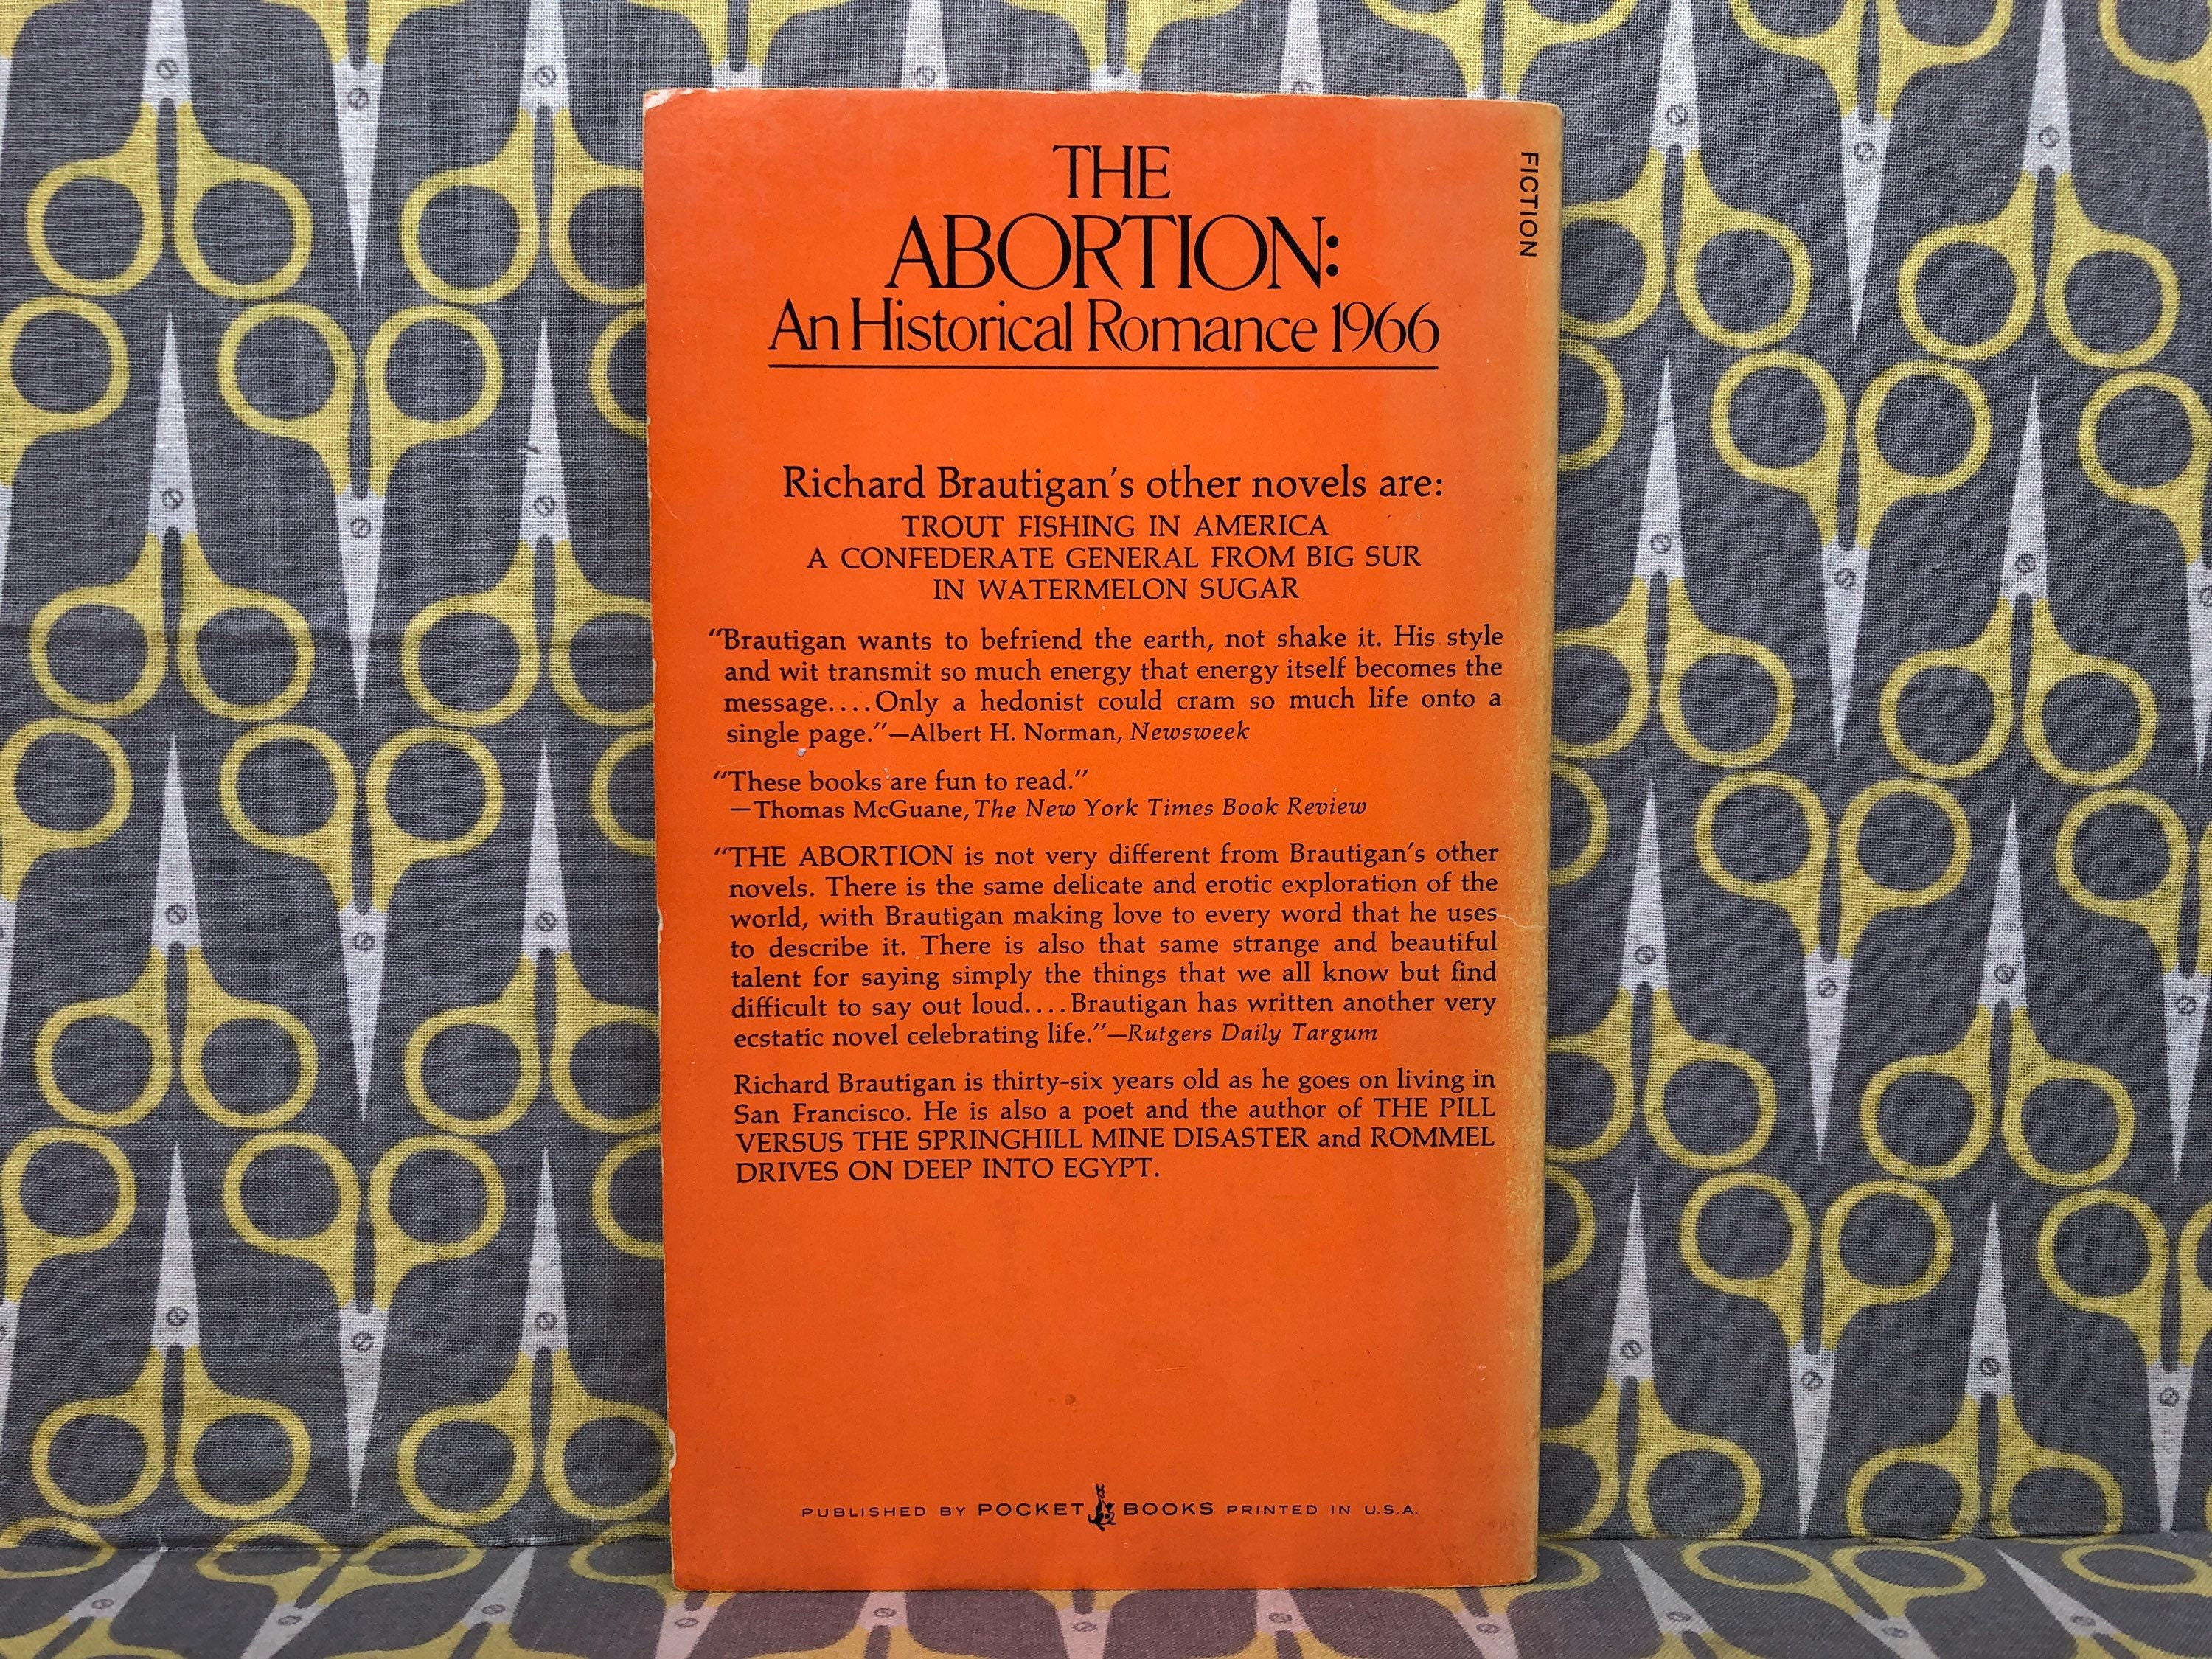 THE
ABORTION:
An Historical Romance 1966
FICTION
Richard Brautigan's other novels are:
TROUT FISHING IN AMERICA
A CONFEDERATE GENERAL FROM BIG SUR
IN WATERMELON SUGAR
"Brautigan wants to befriend the earth, not shake it. His style
and wit transmit so much energy that energy itself becomes the
message....Only a hedonist could cram so much life onto a
single page."—Albert H. Norman, Newsweek
"These books are fun to read."
—Thomas McGuane, The New York Times Book Review
"THE ABORTION is not very different from Brautigan's other
novels. There is the same delicate and erotic exploration of the
world, with Brautigan making love to every word that he uses
to describe it. There is also that same strange and beautiful
talent for saying simply the things that we all know but find
difficult to say out loud....Brautigan has written another very
ecstatic novel celebrating life."—Rutgers Daily Targum
Richard Brautigan is thirty-six years old as he goes on living in
San Francisco. He is also a poet and the author of THE PILL
VERSUS THE SPRINGHILL MINE DISASTER and ROMMEL
DRIVES ON DEEP INTO EGYPT.
PUBLISHED BY POCKET BOOKS PRINTED IN U.S.A.